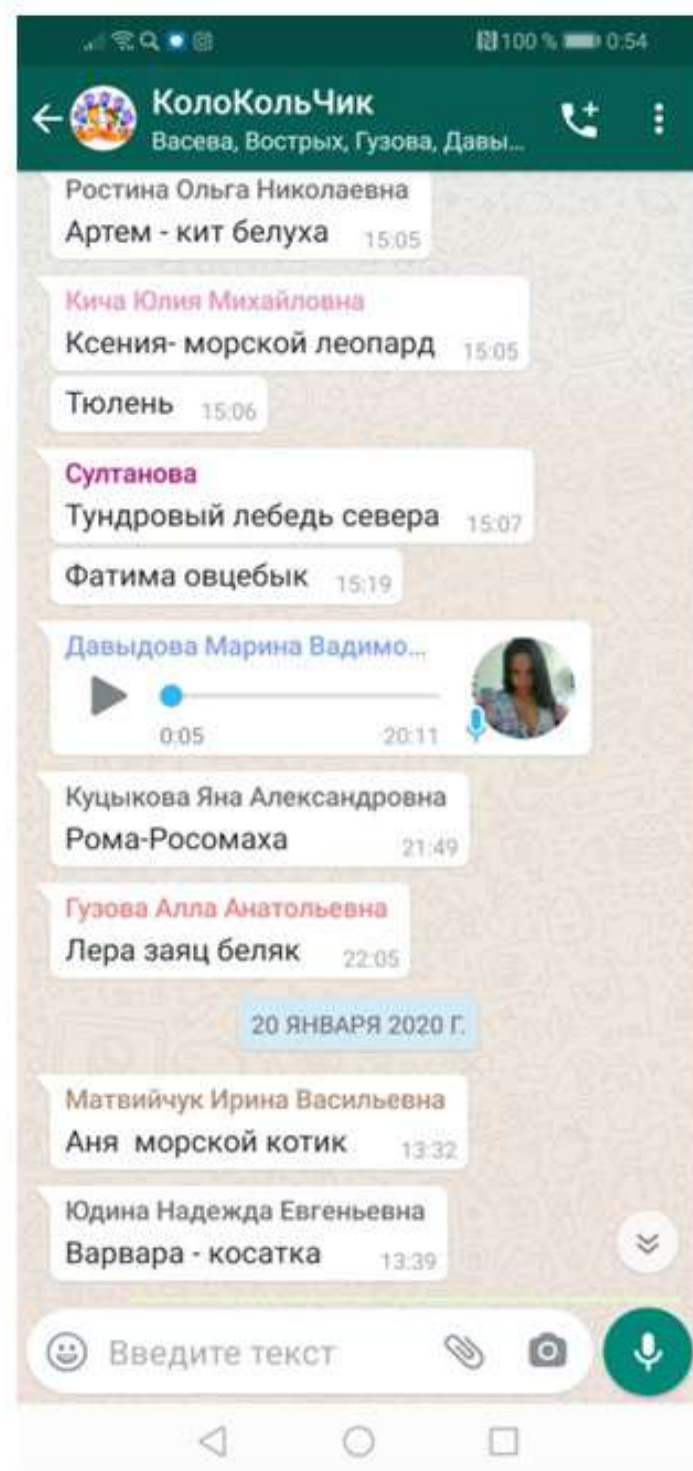 100 % 0:54
КолоКольЧик
Васева, Вострых, Гузова, Давы...
Ростина Ольга Николаевна
Артем - кит белуха 15:05
Кича Юлия Михайловна
Ксения- морской леопард 15:05
Тюлень 15:06
Султанова
Тундровый лебедь севера 15:07
Фатима овцебык 15:19
Давыдова Марина Вадимо...
0:05 20:11
Куцыкова Яна Александровна
Рома-Росомаха 21:49
Гузова Алла Анатольевна
Лера заяц беляк 22:05
20 ЯНВАРЯ 2020 Г.
Матвийчук Ирина Васильевна
Аня морской котик 13:32
Юдина Надежда Евгеньевна
Варвара - косатка 13:39
Введите текст